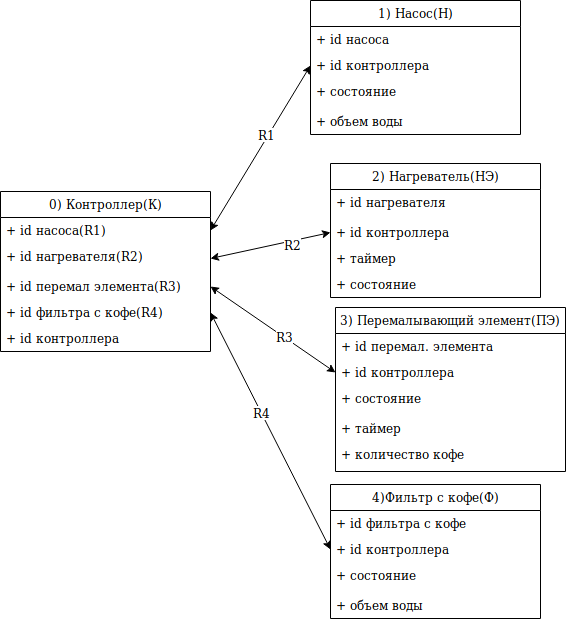 1) Насос(Н)
+ id насоса
+ id контроллера
+ состояние
+ объем воды
R1
2) Нагреватель(НЭ)
+ id нагревателя
+ id контроллера
+ таймер
+ состояние
0) Контроллер(К)
+ id насоса(R1)
+ id нагревателя(R2)
+ id перемал элемента(R3)
+ id фильтра с кофе(R4)
+ id контроллера
R2
3) Перемалывающий элемент(ПЭ)
+ id перемал. элемента
+ id контроллера
+ состояние
+ таймер
+ количество кофе
R3
R4
4)Фильтр с кофе(Ф)
+ id фильтра с кофе
+ id контроллера
+ состояние
+ объем воды